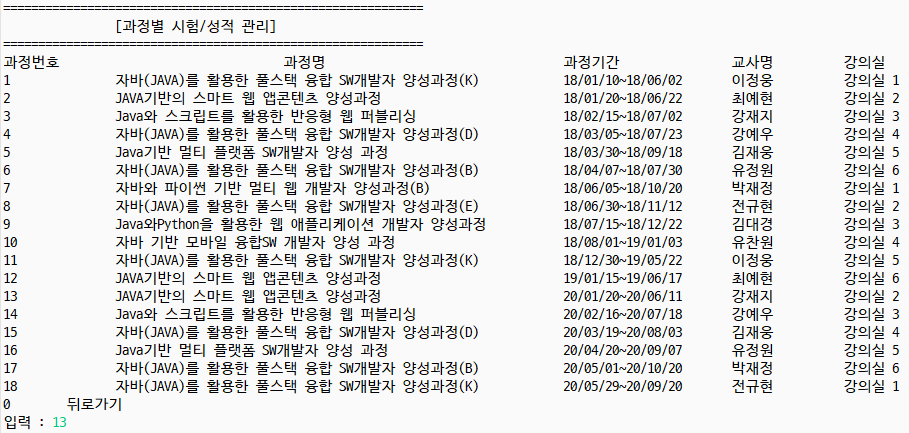 ============================================================
[과정별 시험/성적 관리]
============================================================
과정번호 과정명 과정기간 교사명 강의실
1 자바(JAVA)를 활용한 풀스택 융합 SW개발자 양성과정(K) 18/01/10~18/06/02 이정웅 강의실 1
2 JAVA기반의 스마트 웹 앱콘텐츠 양성과정 18/01/20~18/06/22 최예현 강의실 2
3 Java와 스크립트를 활용한 반응형 웹 퍼블리싱 18/02/15~18/07/02 강재지 강의실 3
4 자바(JAVA)를 활용한 풀스택 융합 SW개발자 양성과정(D) 18/03/05~18/07/23 강예우 강의실 4
5 Java기반 멀티 플랫폼 SW개발자 양성 과정 18/03/30~18/09/18 김재웅 강의실 5
6 자바(JAVA)를 활용한 풀스택 융합 SW개발자 양성과정(B) 18/04/07~18/07/30 유정원 강의실 6
7 자바와 파이썬 기반 멀티 웹 개발자 양성과정(B) 18/06/05~18/10/20 박재정 강의실 1
8 자바(JAVA)를 활용한 풀스택 융합 SW개발자 양성과정(E) 18/06/30~18/11/12 전규현 강의실 2
9 Java와Python을 활용한 웹 애플리케이션 개발자 양성과정 18/07/15~18/12/22 김대경 강의실 3
10 자바 기반 모바일 융합SW 개발자 양성 과정 18/08/01~19/01/03 유찬원 강의실 4
11 자바(JAVA)를 활용한 풀스택 융합 SW개발자 양성과정(K) 18/12/30~19/05/22 이정웅 강의실 5
12 JAVA기반의 스마트 웹 앱콘텐츠 양성과정 19/01/15~19/06/17 최예현 강의실 6
13 JAVA기반의 스마트 웹 앱콘텐츠 양성과정 20/01/20~20/06/11 강재지 강의실 2
14 Java와 스크립트를 활용한 반응형 웹 퍼블리싱 20/02/16~20/07/18 강예우 강의실 3
15 자바(JAVA)를 활용한 풀스택 융합 SW개발자 양성과정(D) 20/03/19~20/08/03 김재웅 강의실 4
16 Java기반 멀티 플랫폼 SW개발자 양성 과정 20/04/20~20/09/07 유정원 강의실 5
17 자바(JAVA)를 활용한 풀스택 융합 SW개발자 양성과정(B) 20/05/01~20/10/20 박재정 강의실 6
18 자바(JAVA)를 활용한 풀스택 융합 SW개발자 양성과정(K) 20/05/29~20/09/20 전규현 강의실 1
0 뒤로가기
입력 : 13